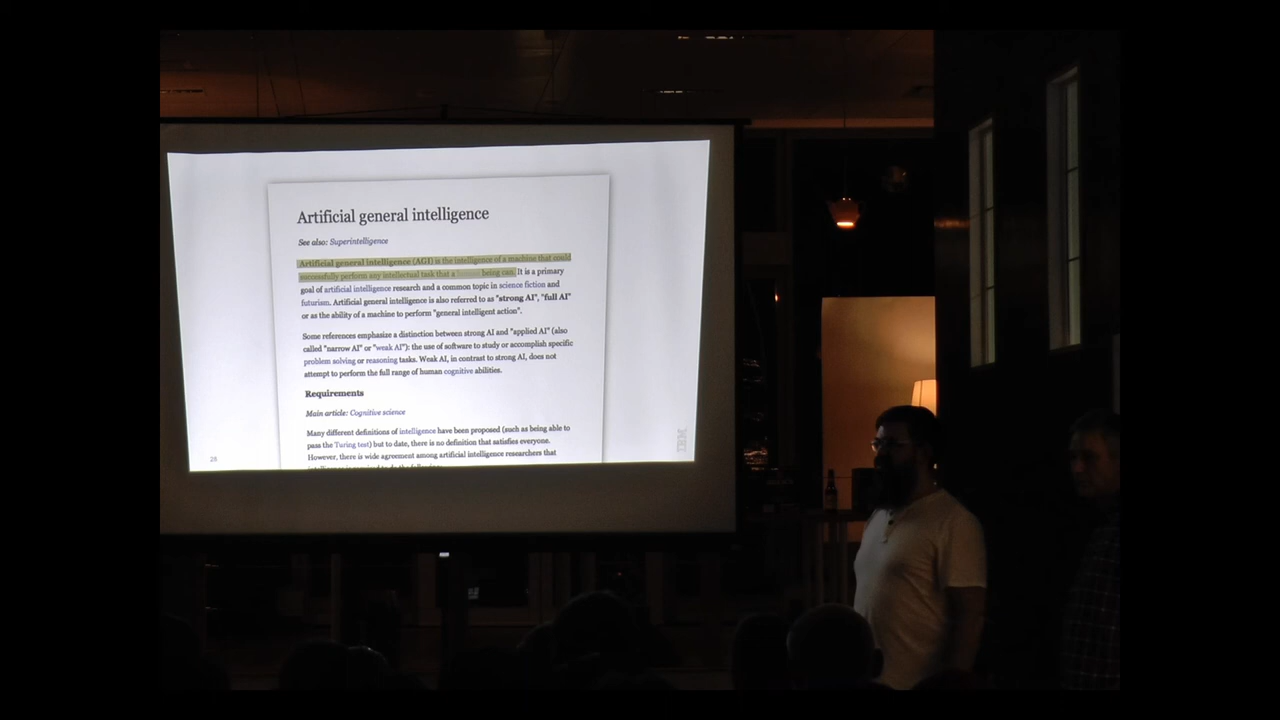 Artificial general intelligence
See also: Superintelligence
Artificial general intelligence (AGI) is the intelligence of a machine that could
successfully perform any intellectual task that a human being can. It is a primary
goal of artificial intelligence research and a common topic in science fiction and
futurism. Artificial general intelligence is also referred to as "strong AI", "full AI"
or as the ability of a machine to perform "general intelligent action".
Some references emphasize a distinction between strong AI and "applied AI" (also
called "narrow AI" or "weak AI"): the use of software to study or accomplish specific
problem solving or reasoning tasks. Weak AI, in contrast to strong AI, does not
attempt to perform the full range of human cognitive abilities.
Requirements
Main article: Cognitive science
Many different definitions of intelligence have been proposed (such as being able to
pass the Turing test) but to date, there is no definition that satisfies everyone.
However, there is wide agreement among artificial intelligence researchers that
28
IBM